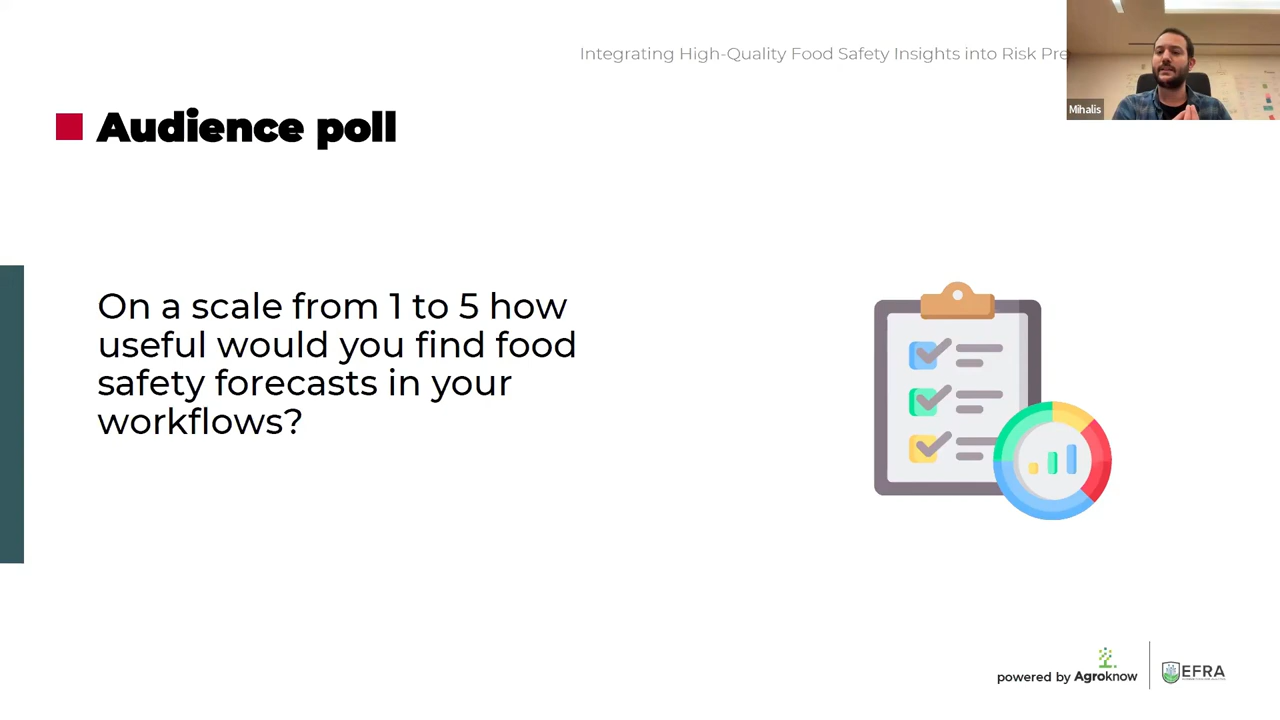 Integrating High-Quality Food Safety Insights into Risk
Mihalis
Audience poll
On a scale from 1 to 5 how
useful would you find food
safety forecasts in your
workflows?
powered by Agroknow
EFRA